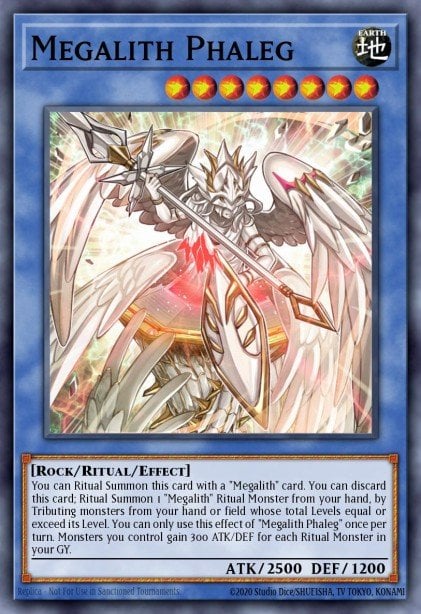 MEGALITH PHALEG
EARTH
地
[ROCK/RITUAL/EFFECT]
You can Ritual Summon this card with a "Megalith" card. You can discard
this card; Ritual Summon 1 "Megalith" Ritual Monster from your hand, by
Tributing monsters from your hand or field whose total Levels equal or
exceed its Level. You can only use this effect of "Megalith Phaleg" once per
turn. Monsters you control gain 300 ATK/DEF for each Ritual Monster in
your GY.
ATK/2500 DEF/1200
Replica - Not For Use in Sanctioned Tournaments.
©2020 Studio Dice/SHUEISHA, TV TOKYO, KONAMI